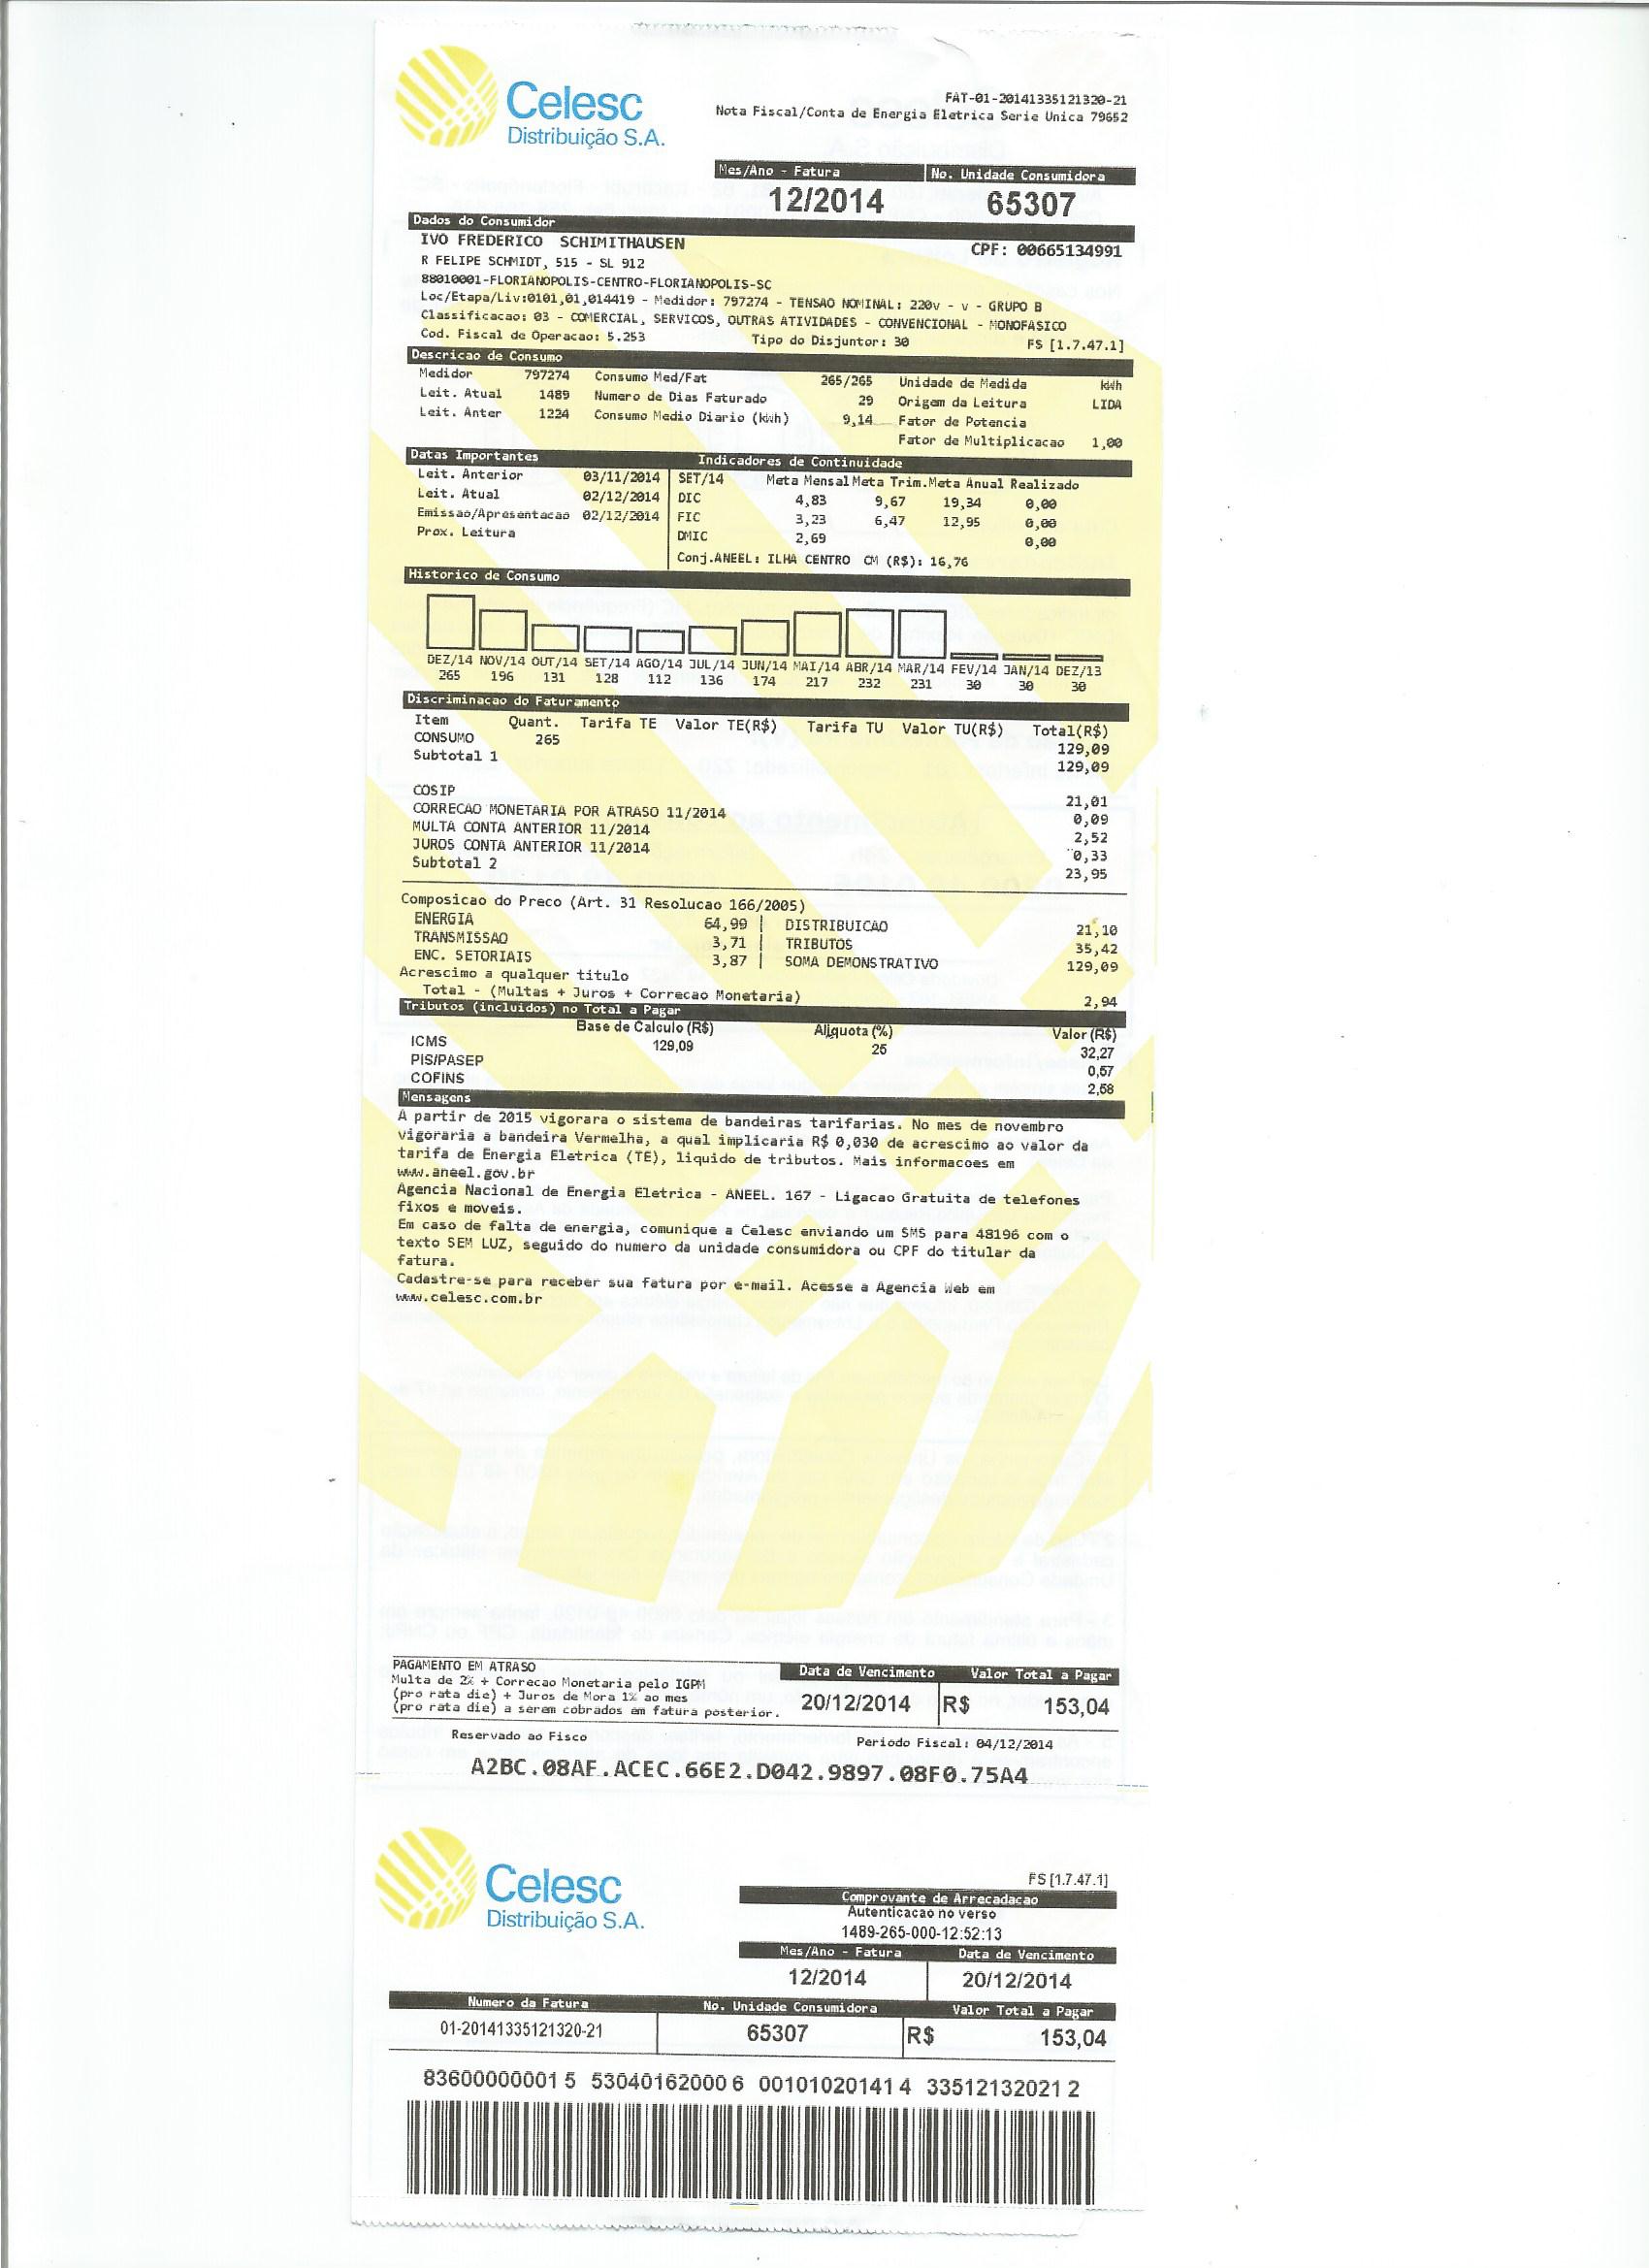 Celesc
Distribuição S.A.
FAT-01-20141335121320-21
Nota Fiscal/Conta de Energia Eletrica Serie Unica 79652
Mes/Ano - Fatura No. Unidade Consumidora
12/2014 65307
Dados do Consumidor
IVO FREDERICO SCHIMITHAUSEN CPF: 00665134991
R FELIPE SCHMIDT, 515 - SL 912
88010001-FLORIANOPOLIS-CENTRO-FLORIANOPOLIS-SC
Loc/Etapa/Liv:0101,01,014419 - Medidor: 797274 - TENSAO NOMINAL: 220v - v - GRUPO B
Classificacao: 03 - COMERCIAL, SERVICOS, OUTRAS ATIVIDADES - CONVENCIONAL - MONOFASICO
Cod. Fiscal de Operacao: 5.253 Tipo do Disjuntor: 30 FS [1.7.47.1]
Descricao de Consumo
Medidor 797274 Consumo Med/Fat 265/265 Unidade de Medida kWh
Leit. Atual 1489 Numero de Dias Faturado 29 Origem da Leitura LIDA
Leit. Anter 1224 Consumo Medio Diario (kWh) 9,14 Fator de Potencia
Fator de Multiplicacao 1,00
Datas Importantes Indicadores de Continuidade
Leit. Anterior 03/11/2014 SET/14 Meta Mensal Meta Trim. Meta Anual Realizado
Leit. Atual 02/12/2014 DIC 4,83 9,67 19,34 0,00
Emissao/Apresentacao 02/12/2014 FIC 3,23 6,47 12,95 0,00
Prox. Leitura DMIC 2,69 0,00
Conj.ANEEL: ILHA CENTRO CM (R$): 16,76
Historico de Consumo
DEZ/14 NOV/14 OUT/14 SET/14 AGO/14 JUL/14 JUN/14 MAI/14 ABR/14 MAR/14 FEV/14 JAN/14 DEZ/13
265 196 131 128 112 136 174 217 232 231 30 30 30
Discriminacao do Faturamento
Item Quant. Tarifa TE Valor TE(R$) Tarifa TU Valor TU(R$) Total(R$)
CONSUMO 265 129,09
Subtotal 1 129,09
COSIP 21,01
CORRECAO MONETARIA POR ATRASO 11/2014 0,09
MULTA CONTA ANTERIOR 11/2014 2,52
JUROS CONTA ANTERIOR 11/2014 0,33
Subtotal 2 23,95
Composicao do Preco (Art. 31 Resolucao 166/2005)
ENERGIA 64,99 | DISTRIBUICAO 21,10
TRANSMISSAO 3,71 | TRIBUTOS 35,42
ENC. SETORIAIS 3,87 | SOMA DEMONSTRATIVO 129,09
Acrescimo a qualquer titulo
Total - (Multas + Juros + Correcao Monetaria) 2,94
Tributos (incluidos) no Total a Pagar
Base de Calculo (R$) Aliquota (%) Valor (R$)
ICMS 129,09 25 32,27
PIS/PASEP 0,57
COFINS 2,58
Mensagens
A partir de 2015 vigorara o sistema de bandeiras tarifarias. No mes de novembro
vigoraria a bandeira Vermelha, a qual implicaria R$ 0,030 de acrescimo ao valor da
tarifa de Energia Eletrica (TE), liquido de tributos. Mais informacoes em
www.aneel.gov.br
Agencia Nacional de Energia Eletrica - ANEEL. 167 - Ligacao Gratuita de telefones
fixos e moveis.
Em caso de falta de energia, comunique a Celesc enviando um SMS para 48196 com o
texto SEM LUZ, seguido do numero da unidade consumidora ou CPF do titular da
fatura.
Cadastre-se para receber sua fatura por e-mail. Acesse a Agencia Web em
www.celesc.com.br
PAGAMENTO EM ATRASO Data de Vencimento Valor Total a Pagar
Multa de 2% + Correcao Monetaria pelo IGPM
(pro rata die) + Juros de Mora 1% ao mes 20/12/2014 R$ 153,04
(pro rata die) a serem cobrados em fatura posterior.
Reservado ao Fisco Periodo Fiscal: 04/12/2014
A2BC.08AF.ACEC.66E2.D042.9897.08F0.75A4
Celesc
Distribuição S.A.
FS [1.7.47.1]
Comprovante de Arrecadacao
Autenticacao no verso
1489-265-000-12:52:13
Mes/Ano - Fatura Data de Vencimento
12/2014 20/12/2014
Numero da Fatura No. Unidade Consumidora Valor Total a Pagar
01-20141335121320-21 65307 R$ 153,04
83600000001 5 53040162000 6 00101020141 4 33512132021 2